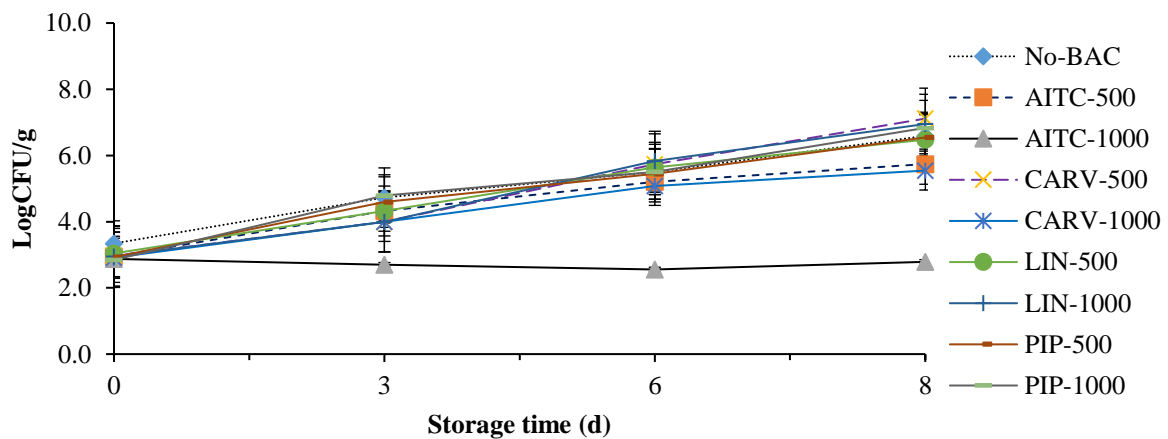 10.0
8.0
6.0
4.0
2.0
0.0
LogCFU/g
0
3
6
8
Storage time (d)
No-BAC
AITC-500
AITC-1000
CARV-500
CARV-1000
LIN-500
LIN-1000
PIP-500
PIP-1000